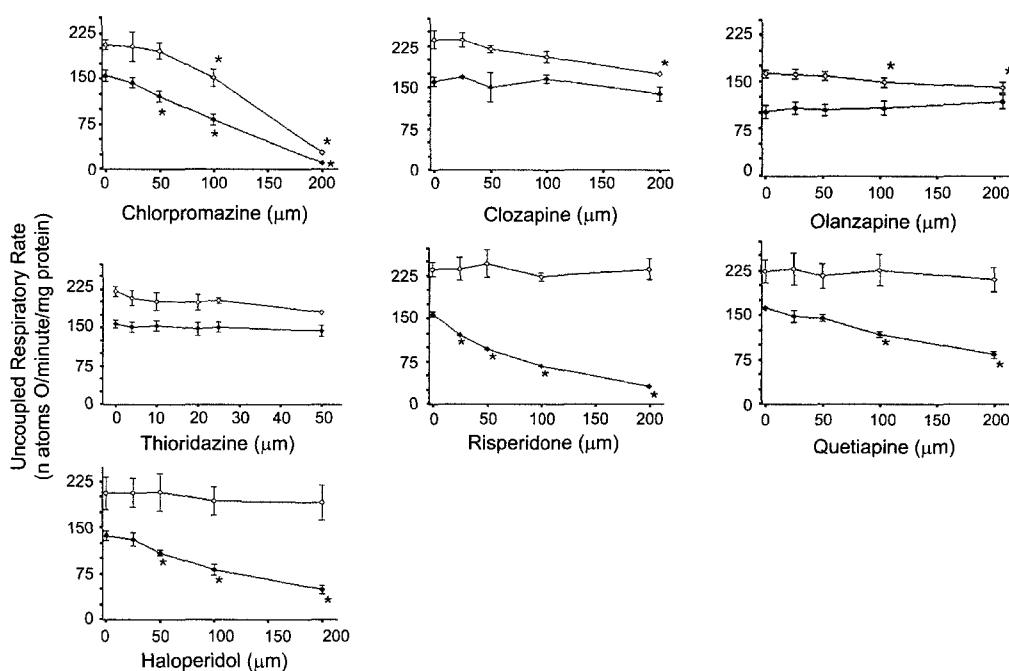 Uncoupled Respiratory Rate
(n atoms O/minute/mg protein)
225
150
75
0
* * * * *
0 50 100 150 200
Chlorpromazine (μm)
225
150
75
0
*
0 50 100 150 200
Clozapine (μm)
225
150
75
0
* *
0 50 100 150 200
Olanzapine (μm)
225
150
75
0
0 10 20 30 40 50
Thioridazine (μm)
225
150
75
0
* * * *
0 50 100 150 200
Risperidone (μm)
225
150
75
0
* *
0 50 100 150 200
Quetiapine (μm)
225
150
75
0
* * *
0 50 100 150 200
Haloperidol (μm)